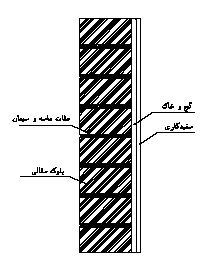 گچ و خاک
سفیدکاری
ملات ماسه و سیمان
بلوک سفالی